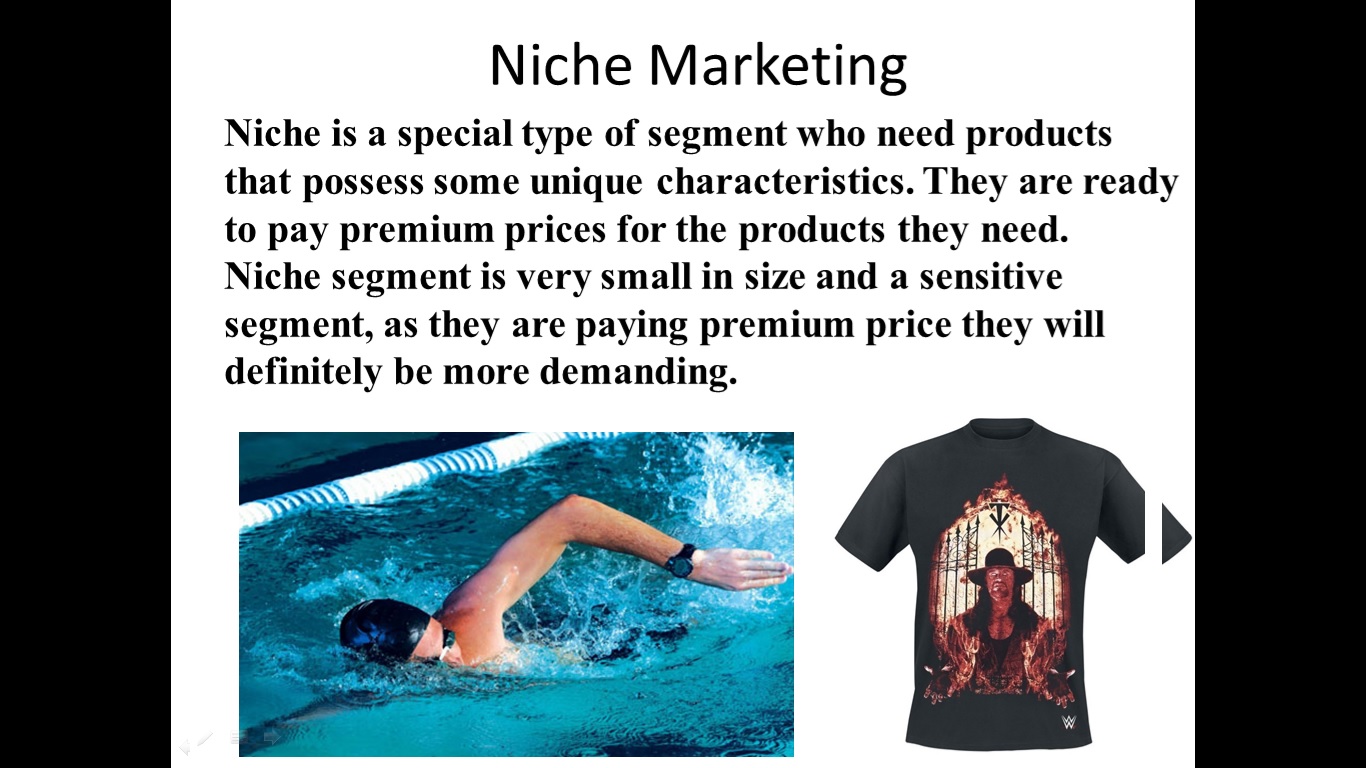 Niche Marketing
Niche is a special type of segment who need products
that possess some unique characteristics. They are ready
to pay premium prices for the products they need.
Niche segment is very small in size and a sensitive
segment, as they are paying premium price they will
definitely be more demanding.
W